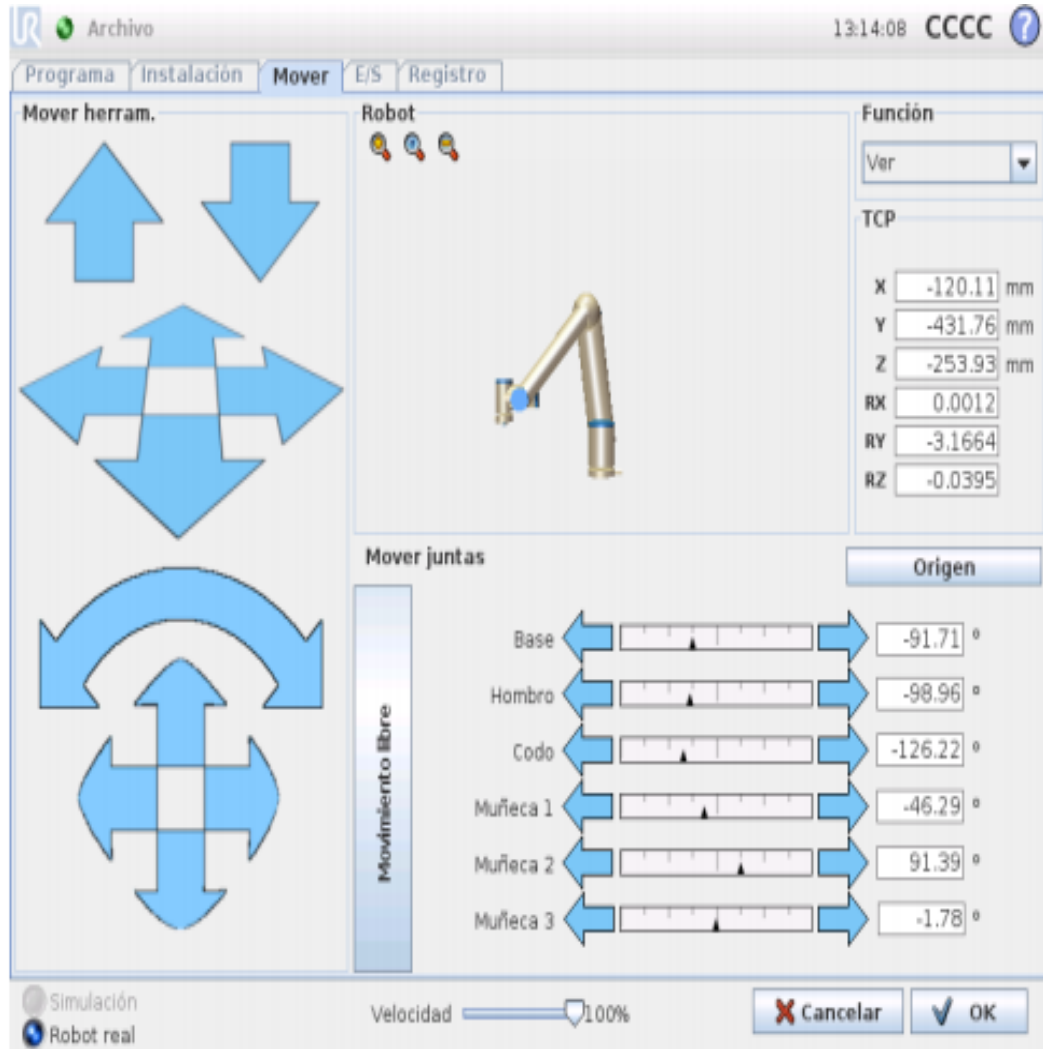 UR Archivo 13:14:08 CCCC ?
Programa Instalación Mover E/S Registro
Mover herram.
Robot
Función
Ver
TCP
X -120.11 mm
Y -431.76 mm
Z -253.93 mm
RX 0.0012
RY -3.1664
RZ -0.0395
Mover juntas
Origen
Movimiento libre
Base -91.71 º
Hombro -98.96 º
Codo -126.22 º
Muñeca 1 -46.29 º
Muñeca 2 91.39 º
Muñeca 3 -1.78 º
Simulación
Robot real
Velocidad 100%
Cancelar
OK